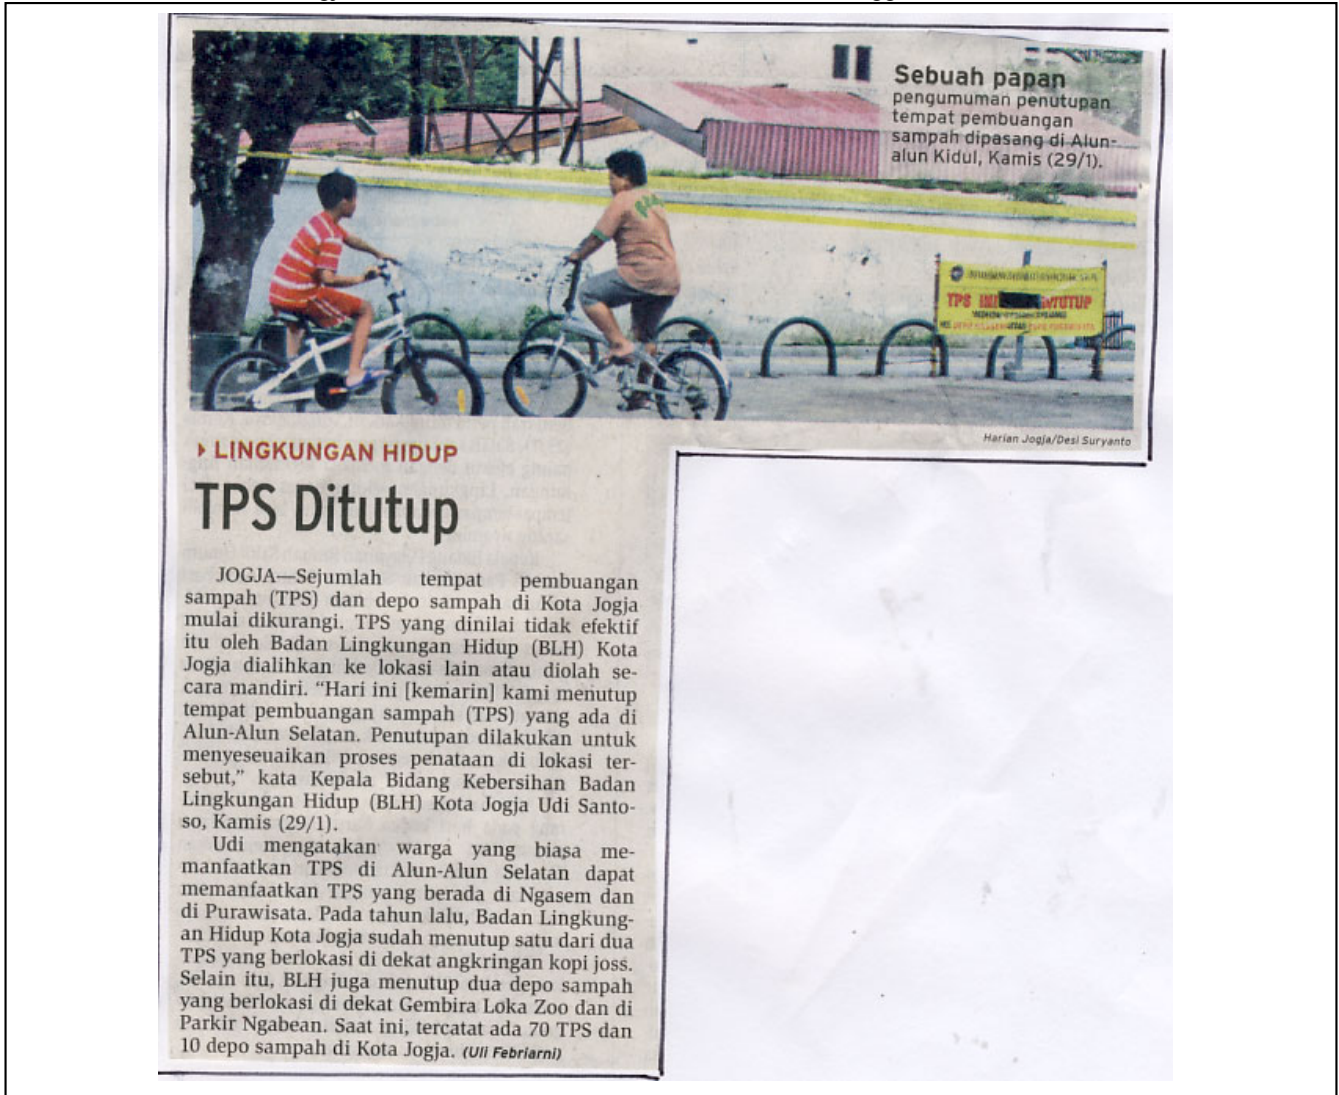 Sebuah papan
pengumuman penutupan
tempat pembuangan
sampah dipasang di Alun-
alun Kidul, Kamis (29/1).
TPS INI DITUTUP
Harian Jogja/Desi Suryanto
LINGKUNGAN HIDUP
TPS Ditutup
JOGJA—Sejumlah tempat pembuangan
sampah (TPS) dan depo sampah di Kota Jogja
mulai dikurangi. TPS yang dinilai tidak efektif
itu oleh Badan Lingkungan Hidup (BLH) Kota
Jogja dialihkan ke lokasi lain atau diolah se-
cara mandiri. “Hari ini [kemarin] kami menutup
tempat pembuangan sampah (TPS) yang ada di
Alun-Alun Selatan. Penutupan dilakukan untuk
menyeseuaikan proses penataan di lokasi ter-
sebut,” kata Kepala Bidang Kebersihan Badan
Lingkungan Hidup (BLH) Kota Jogja Udi Santo-
so, Kamis (29/1).
Udi mengatakan warga yang biasa me-
manfaatkan TPS di Alun-Alun Selatan dapat
memanfaatkan TPS yang berada di Ngasem dan
di Purawisata. Pada tahun lalu, Badan Lingkung-
an Hidup Kota Jogja sudah menutup satu dari dua
TPS yang berlokasi di dekat angkringan kopi joss.
Selain itu, BLH juga menutup dua depo sampah
yang berlokasi di dekat Gembira Loka Zoo dan di
Parkir Ngabean. Saat ini, tercatat ada 70 TPS dan
10 depo sampah di Kota Jogja. (Uli Febriarni)